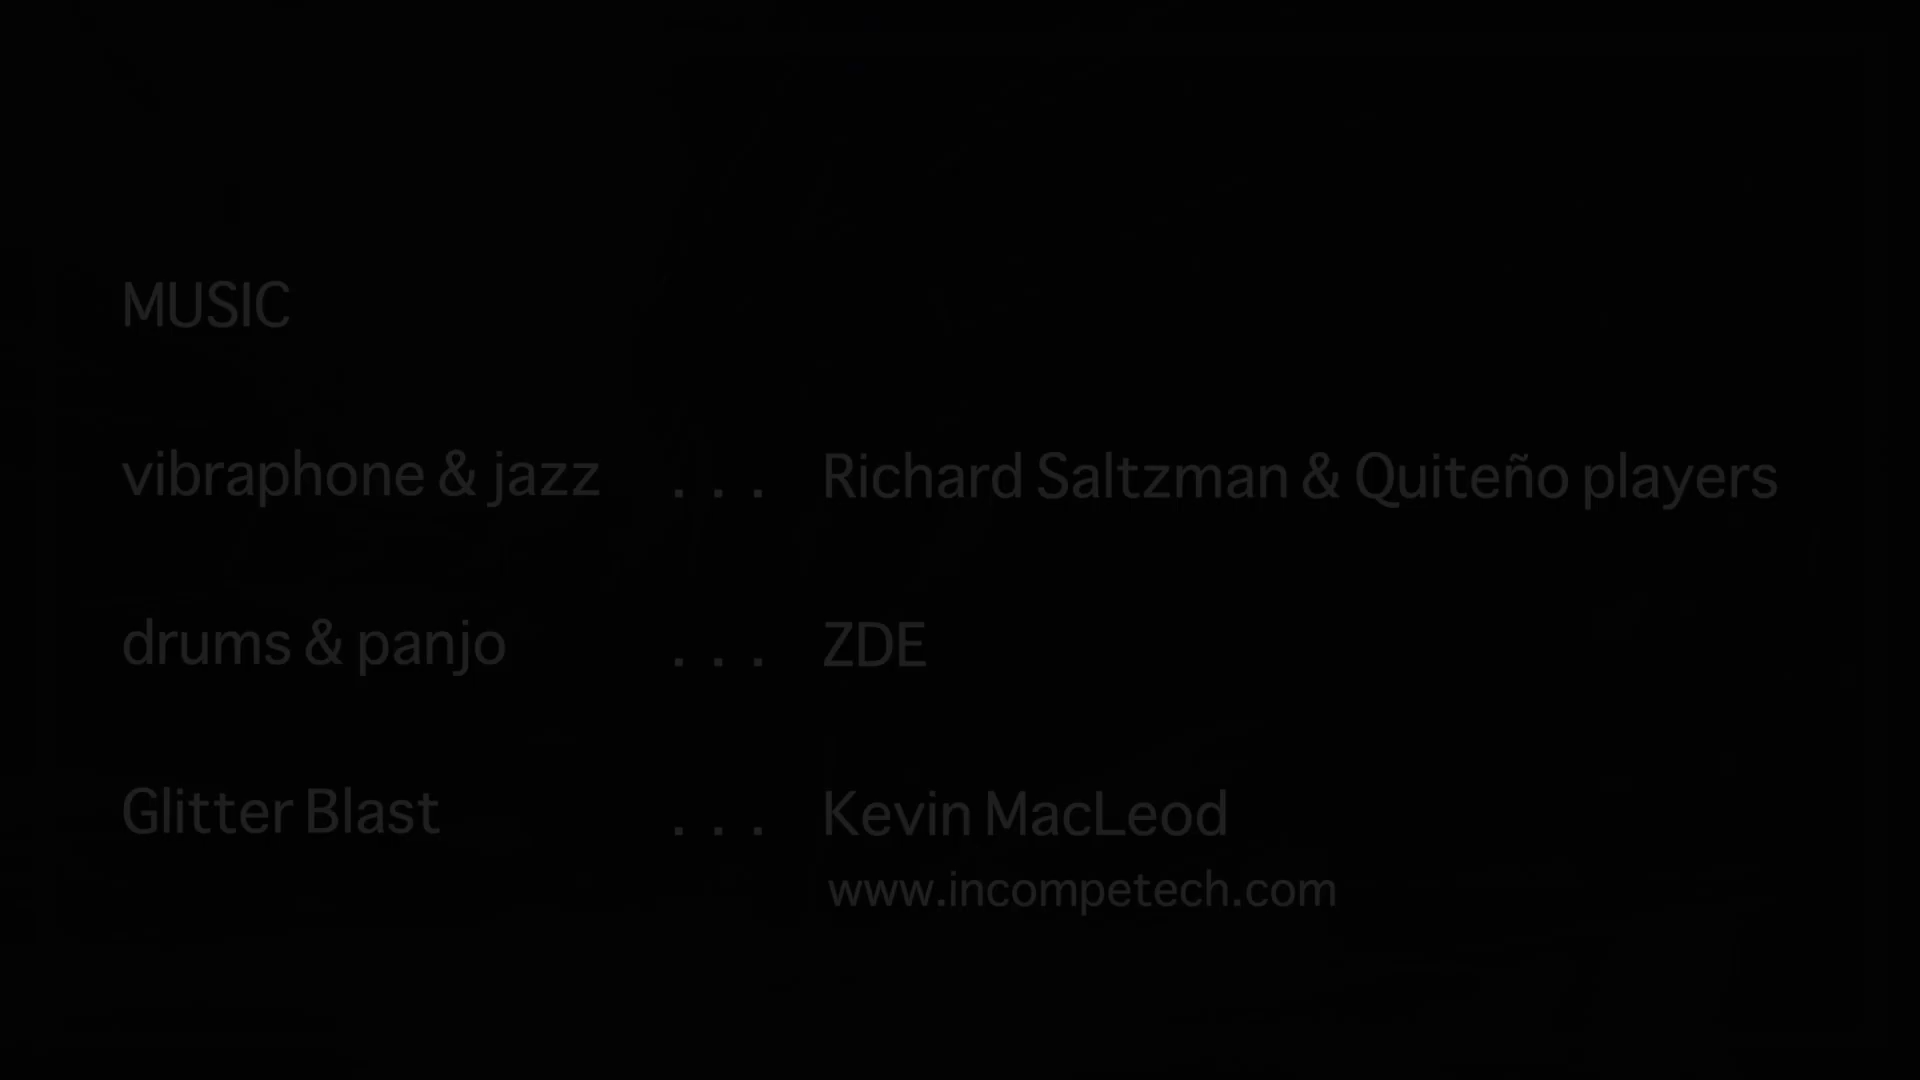 MUSIC
vibraphone & jazz . . . Richard Saltzman & Quiteño players
drums & panjo . . . ZDE
Glitter Blast . . . Kevin MacLeod
www.incompetech.com